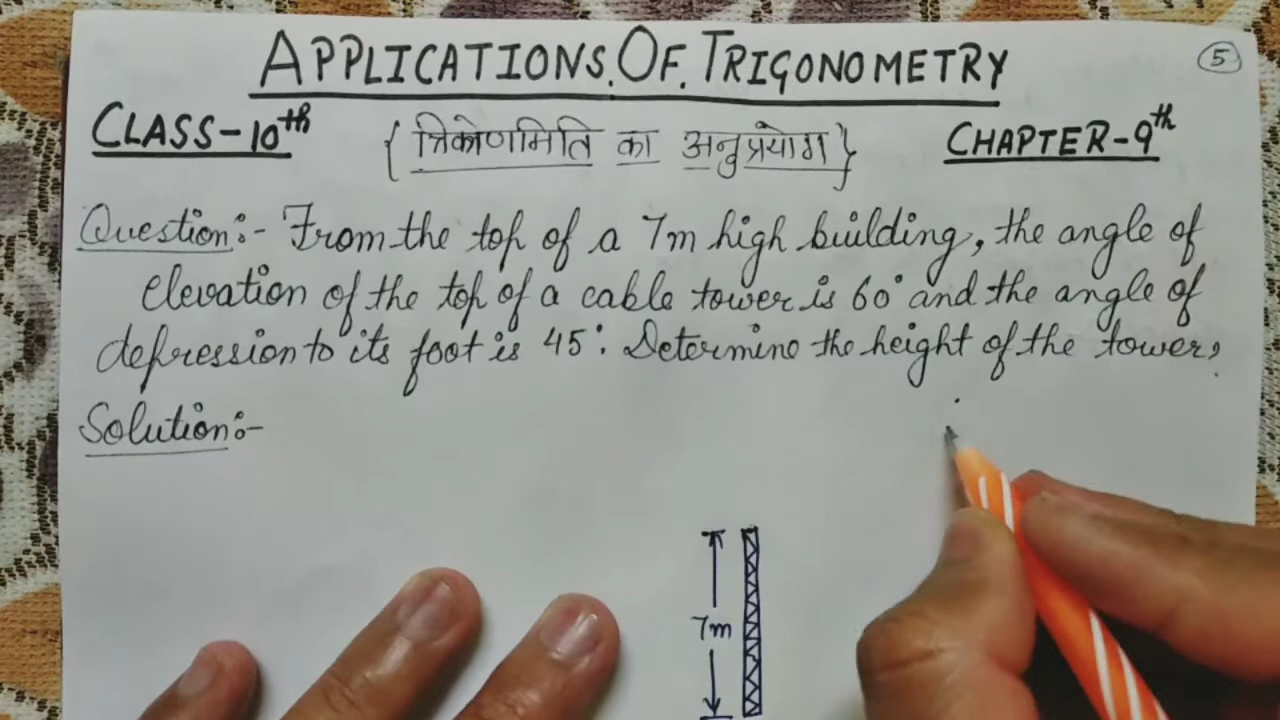 APPLICATIONS OF TRIGONOMETRY
5
CLASS-10th
{त्रिकोणमिति का अनुप्रयोग}
CHAPTER-9th
Question:- From the top of a 7m high building, the angle of
elevation of the top of a cable tower is 60° and the angle of
depression to its foot is 45°. Determine the height of the tower?
Solution:-
7m